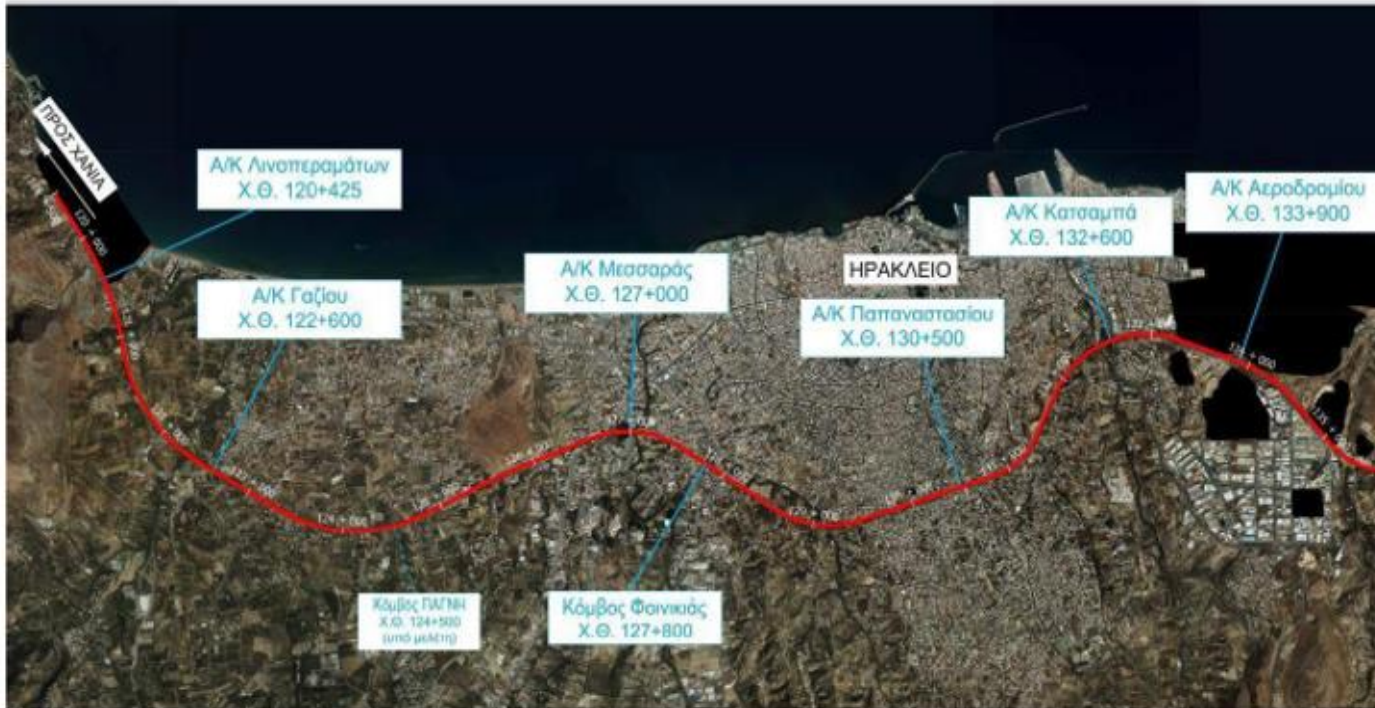 ΠΡΟΣ ΧΑΝΙΑ
Α/Κ Λινοπεραμάτων
Χ.Θ. 120+425
Α/Κ Γαζίου
Χ.Θ. 122+600
Α/Κ Μεσσαράς
Χ.Θ. 127+000
ΗΡΑΚΛΕΙΟ
Α/Κ Παπαναστασίου
Χ.Θ. 130+500
Α/Κ Κατσαμπά
Χ.Θ. 132+600
Α/Κ Αεροδρομίου
Χ.Θ. 133+900
Κόμβος ΠΑΓΝΗ
Χ.Θ. 124+500
(υπό μελέτη)
Κόμβος Φοινικιάς
Χ.Θ. 127+800